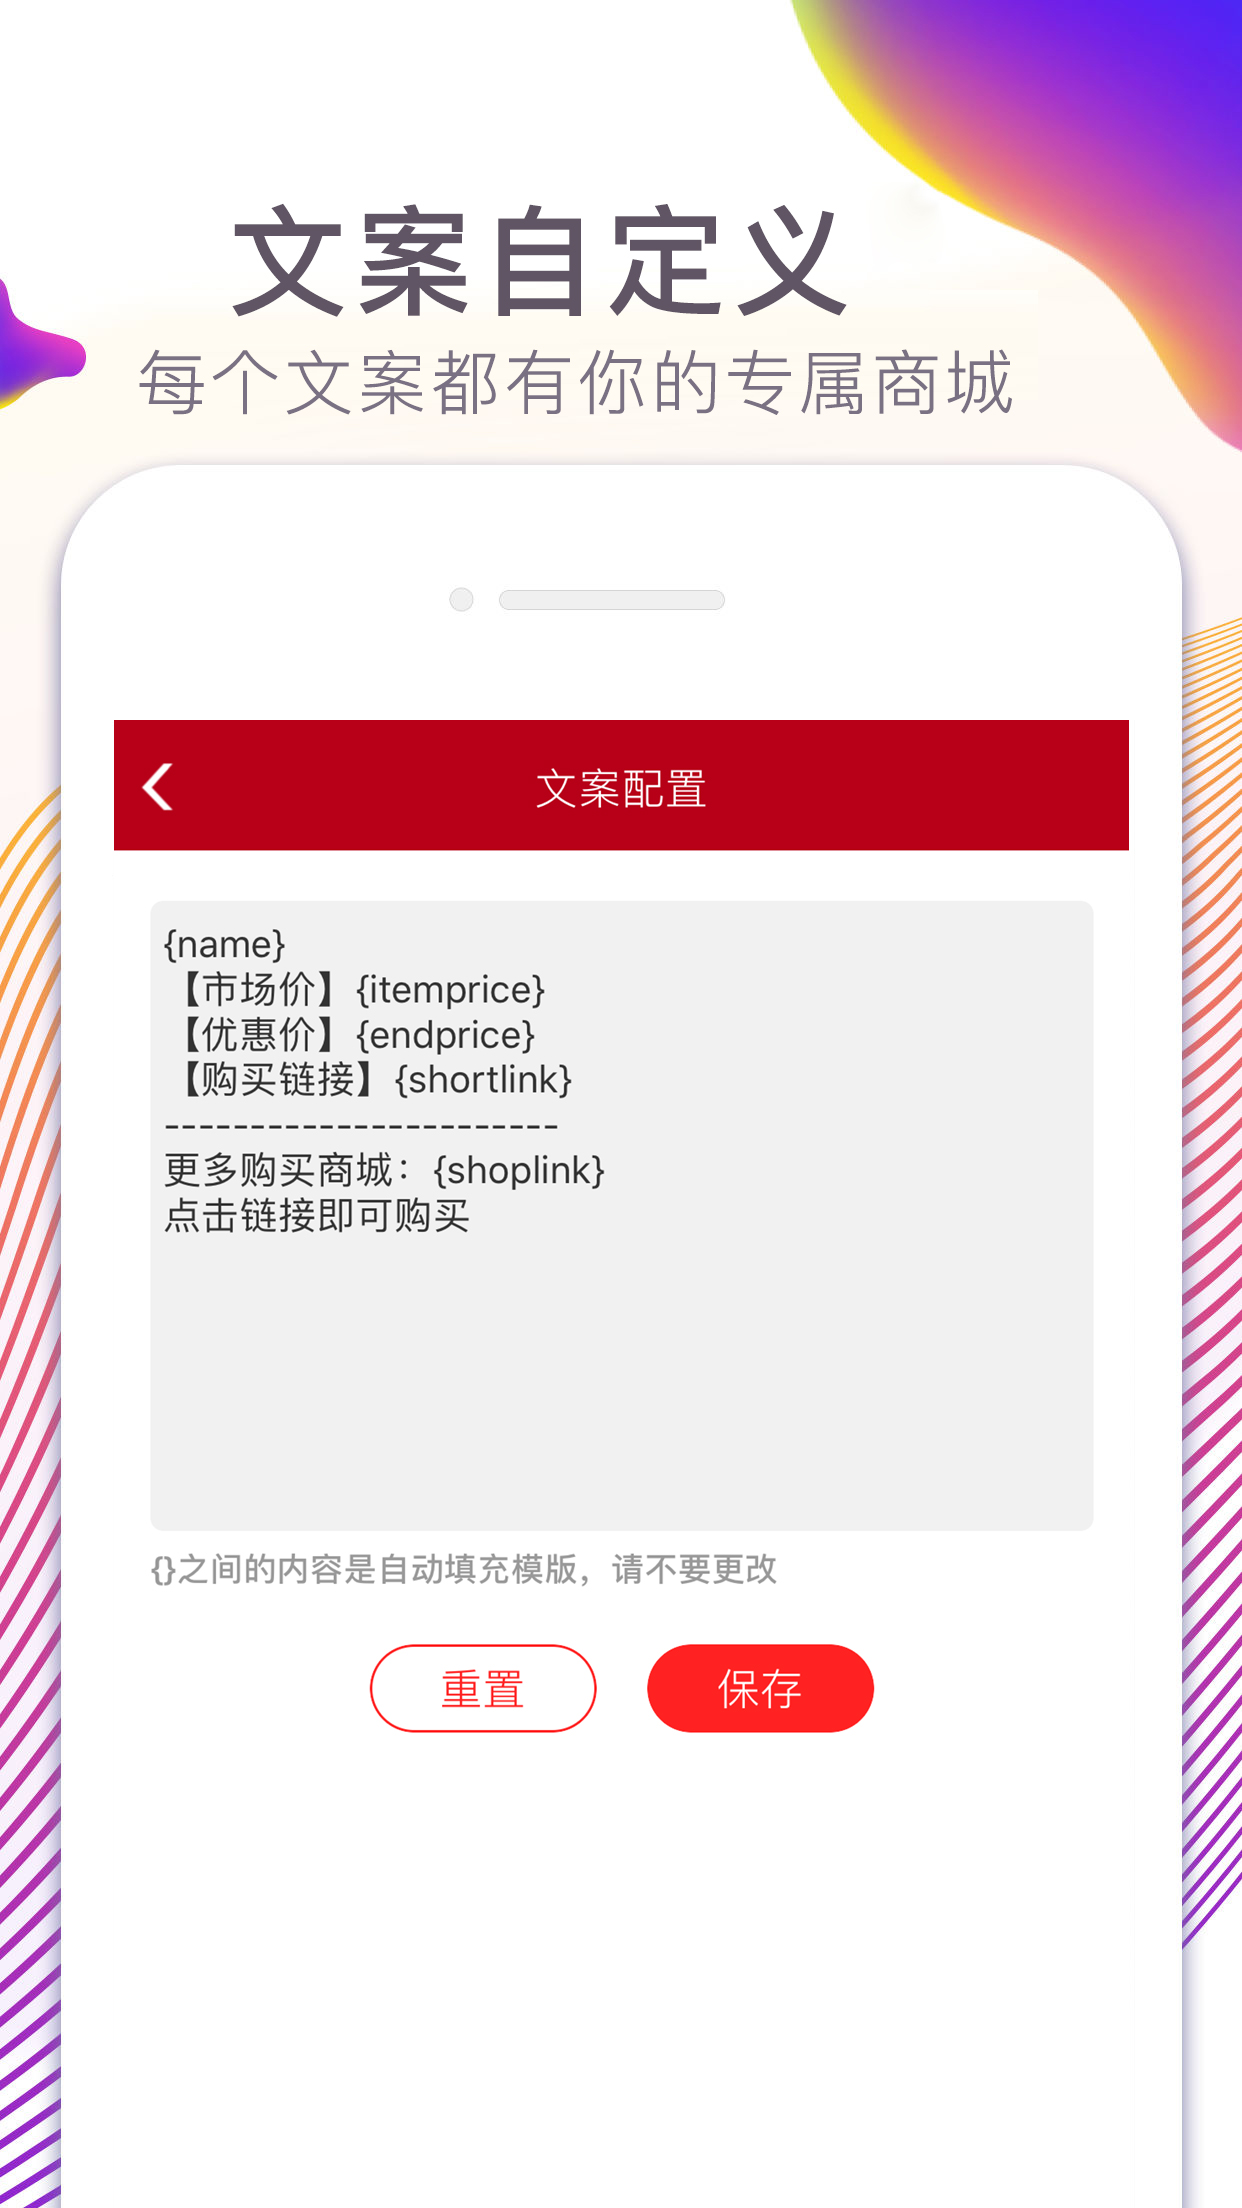 文案自定义
每个文案都有你的专属商城
文案配置
{name}
【市场价】{itemprice}
【优惠价】{endprice}
【购买链接】{shortlink}
-----------------------
更多购买商城：{shoplink}
点击链接即可购买
{}之间的内容是自动填充模版，请不要更改
重置 保存